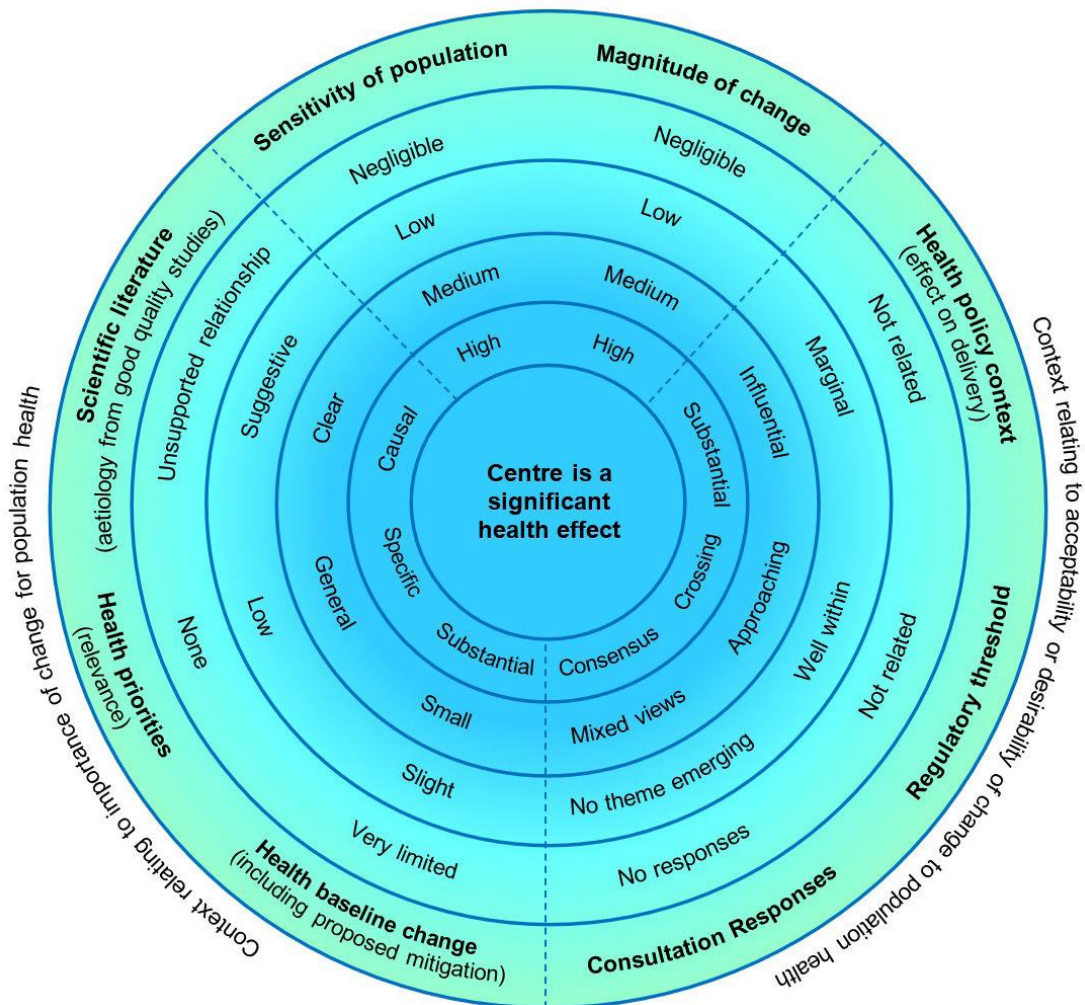 Sensitivity of population
Negligible
Low
Medium
High
Magnitude of change
Negligible
Low
Medium
High
Health policy context
(effect on delivery)
Not related
Marginal
Influential
Substantial
Regulatory threshold
Not related
Well within
Approaching
Crossing
Consultation Responses
No responses
No theme emerging
Mixed views
Consensus
Health baseline change
(including proposed mitigation)
Very limited
Slight
Small
Substantial
Health priorities
(relevance)
None
Low
General
Specific
Scientific literature
(aetiology from good quality studies)
Unsupported relationship
Suggestive
Clear
Causal
Centre is a
significant
health effect
Context relating to importance of change for population health
Context relating to acceptability or desirability of change to population health